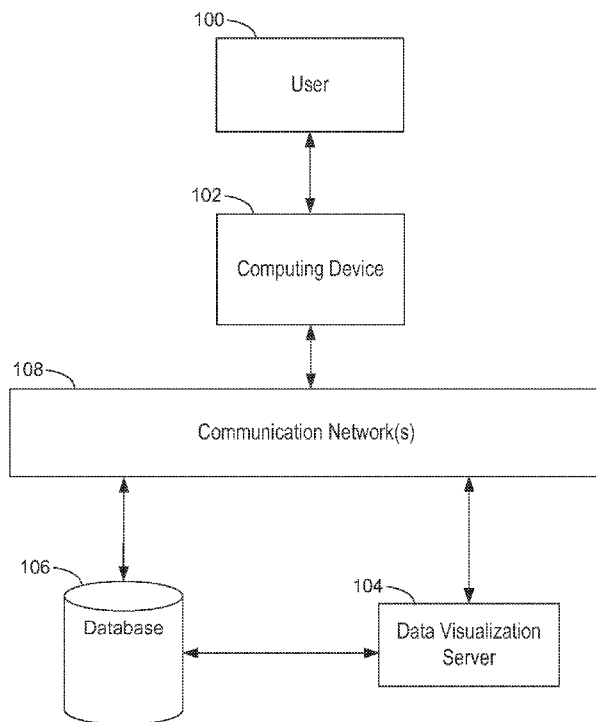 100
User
102
Computing Device
108
Communication Network(s)
106
Database
104
Data Visualization
Server